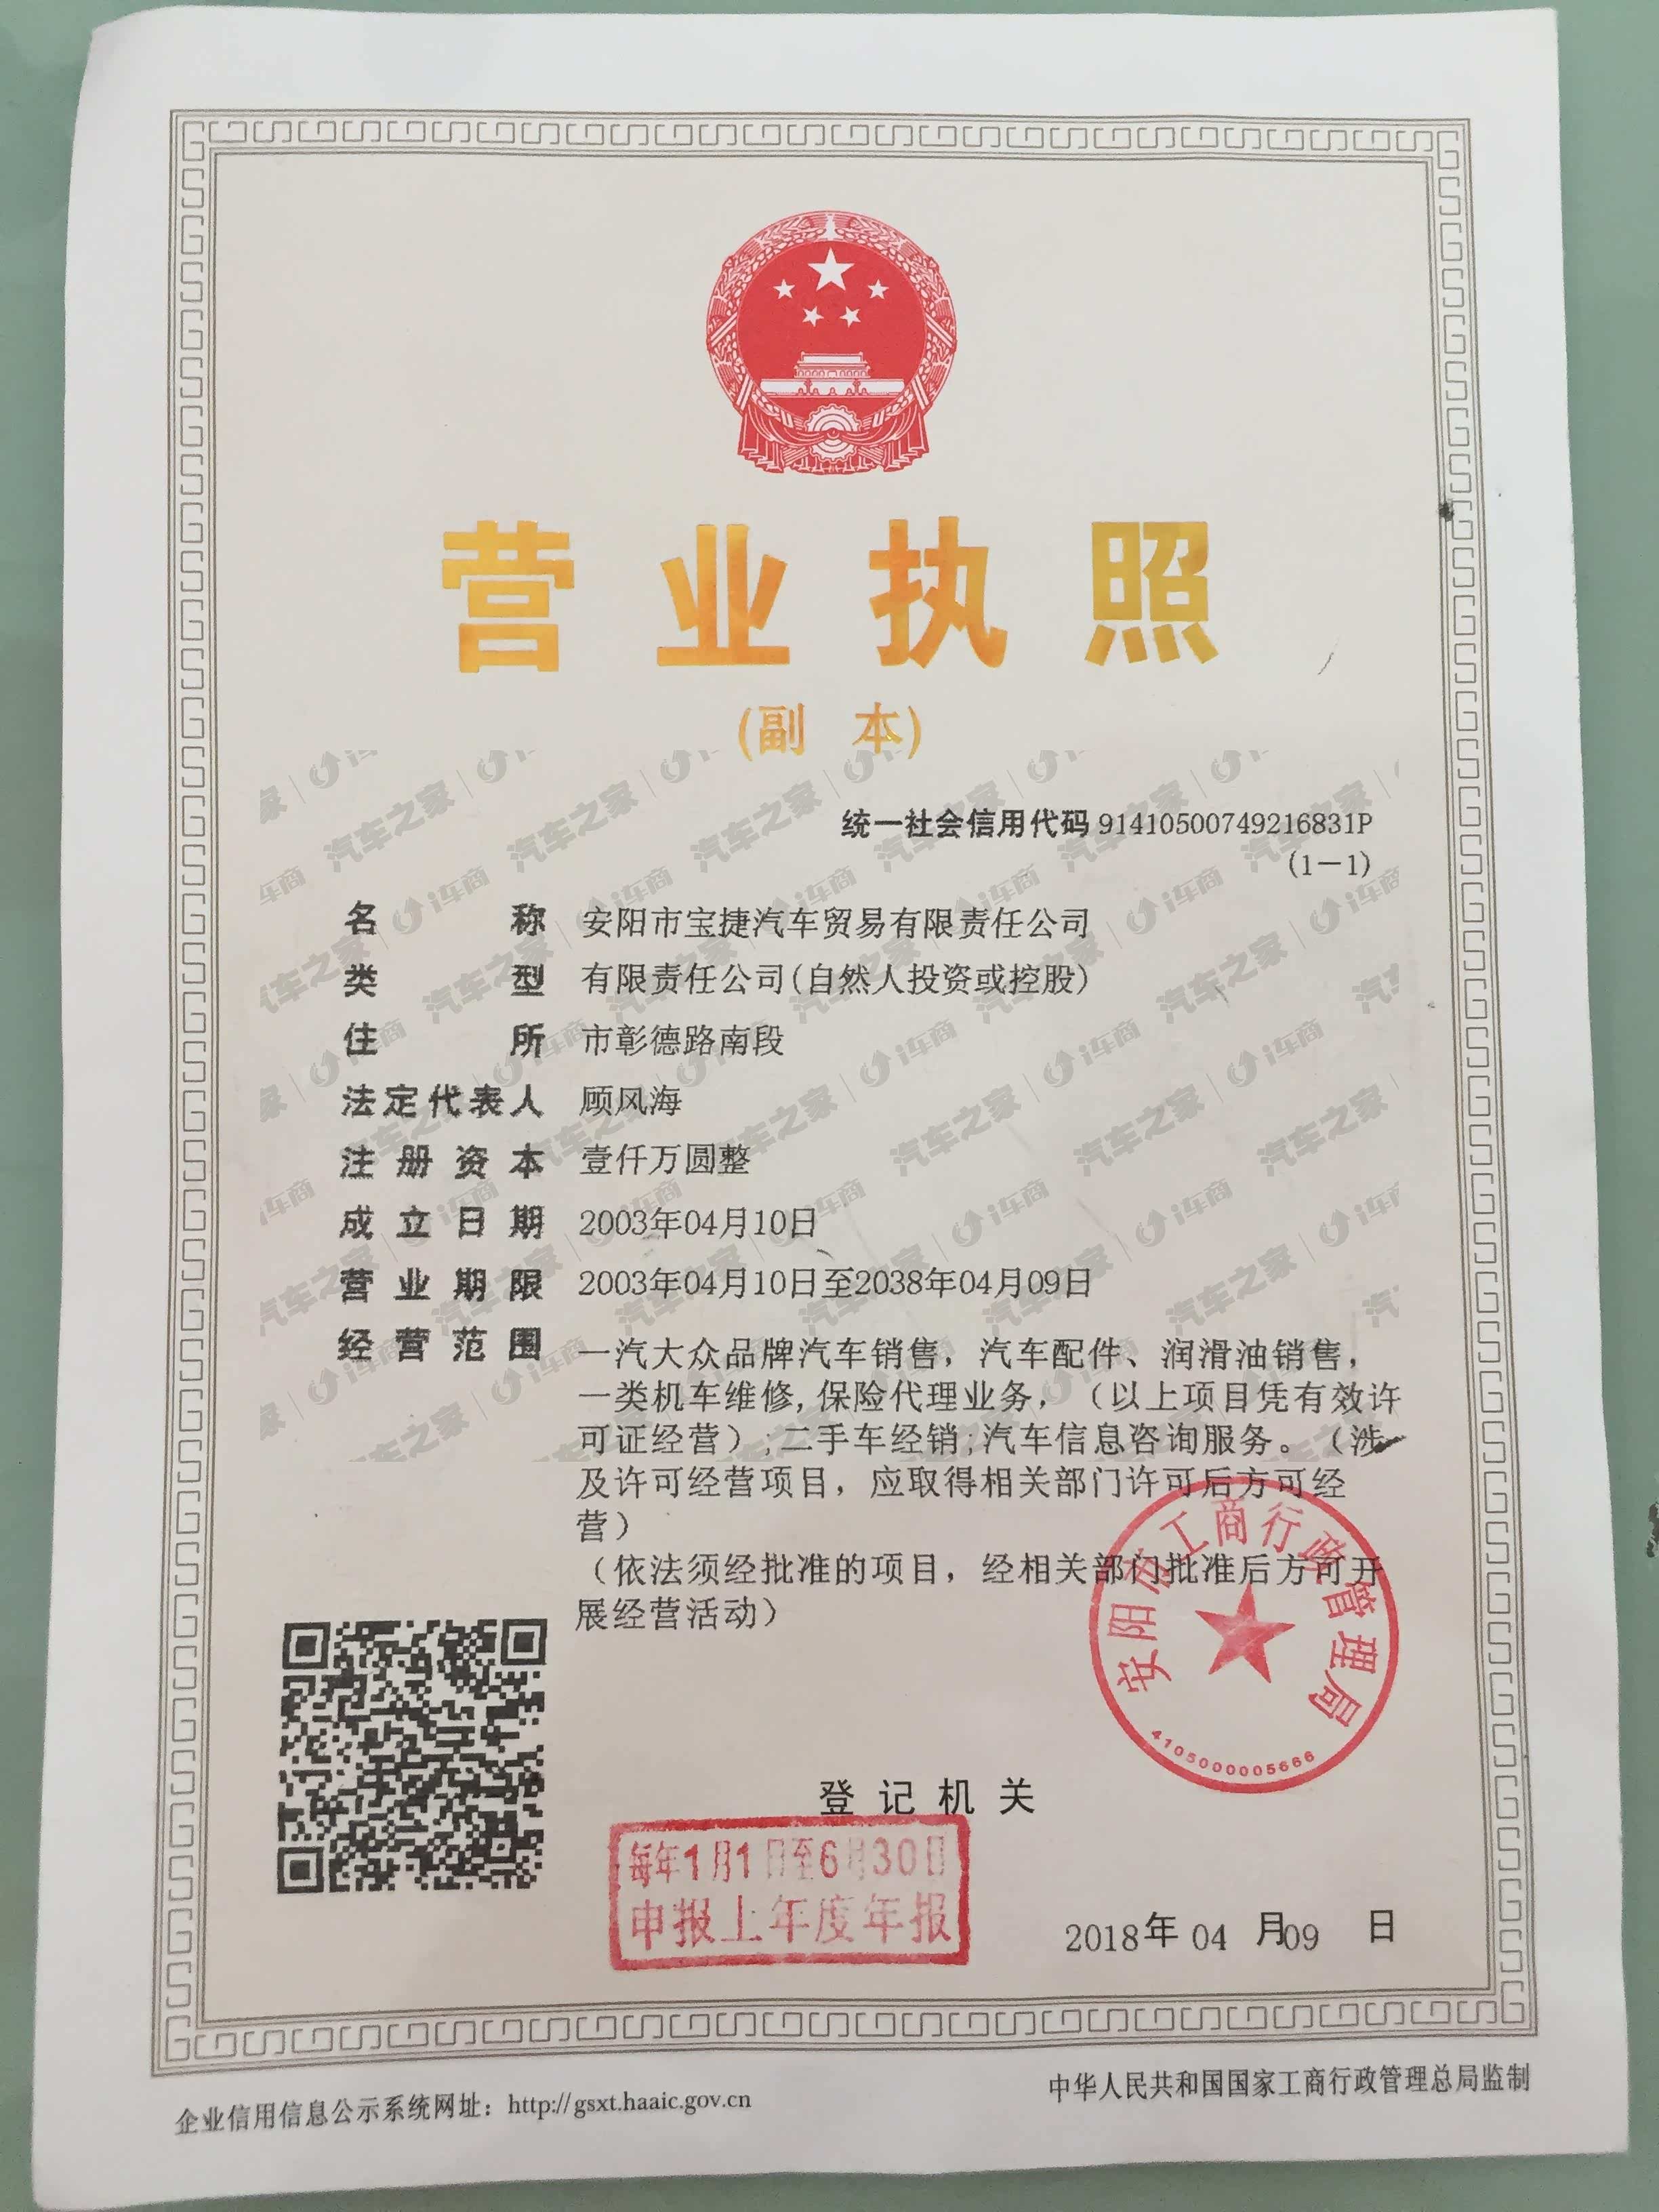 营业执照
(副 本)
统一社会信用代码 91410500749216831P
(1-1)
名 称 安阳市宝捷汽车贸易有限责任公司
类 型 有限责任公司(自然人投资或控股)
住 所 市彰德路南段
法定代表人 顾风海
注册资本 壹仟万圆整
成立日期 2003年04月10日
营业期限 2003年04月10日至2038年04月09日
经营范围 一汽大众品牌汽车销售，汽车配件、润滑油销售，
一类机车维修,保险代理业务，（以上项目凭有效许
可证经营）;二手车经销;汽车信息咨询服务。（涉
及许可经营项目，应取得相关部门许可后方可经
营）
（依法须经批准的项目，经相关部门批准后方可开
展经营活动）
安阳市工商行政管理局
4105000005666
登记机关
每年1月1日至6月30日
申报上年度年报
2018年 04 月09 日
企业信用信息公示系统网址：http://gsxt.haaic.gov.cn
中华人民共和国国家工商行政管理总局监制
汽车之家 | i车商